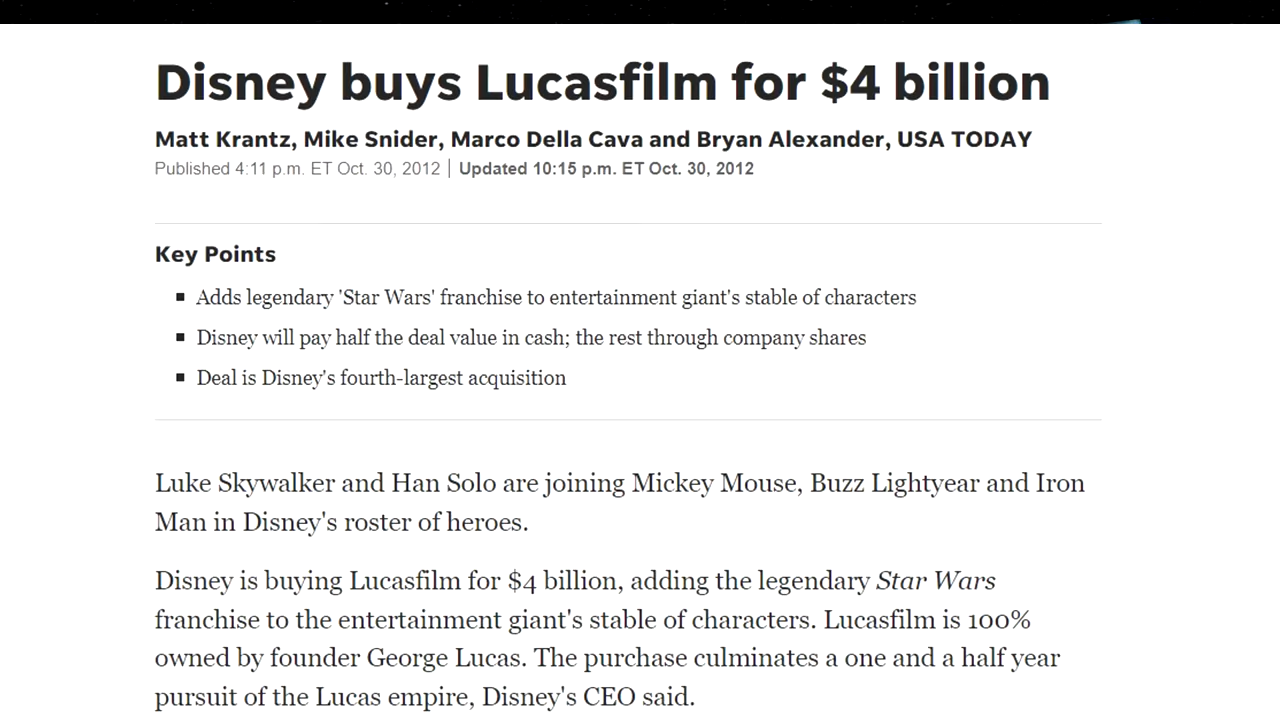 Disney buys Lucasfilm for $4 billion
Matt Krantz, Mike Snider, Marco Della Cava and Bryan Alexander, USA TODAY
Published 4:11 p.m. ET Oct. 30, 2012 | Updated 10:15 p.m. ET Oct. 30, 2012
Key Points
▪ Adds legendary 'Star Wars' franchise to entertainment giant's stable of characters
▪ Disney will pay half the deal value in cash; the rest through company shares
▪ Deal is Disney's fourth-largest acquisition
Luke Skywalker and Han Solo are joining Mickey Mouse, Buzz Lightyear and Iron
Man in Disney's roster of heroes.
Disney is buying Lucasfilm for $4 billion, adding the legendary Star Wars
franchise to the entertainment giant's stable of characters. Lucasfilm is 100%
owned by founder George Lucas. The purchase culminates a one and a half year
pursuit of the Lucas empire, Disney's CEO said.